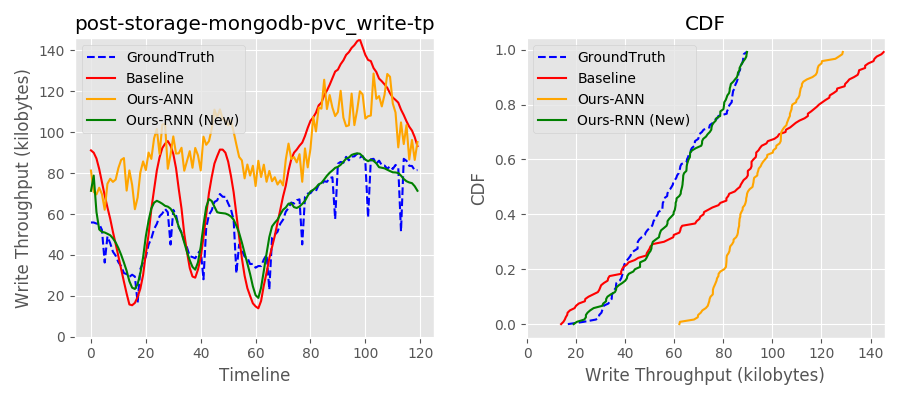 post-storage-mongodb-pvc_write-tp
GroundTruth
Baseline
Ours-ANN
Ours-RNN (New)
Write Throughput (kilobytes)
140
120
100
80
60
40
20
0
0
20
40
60
80
100
120
Timeline
CDF
GroundTruth
Baseline
Ours-ANN
Ours-RNN (New)
CDF
1.0
0.8
0.6
0.4
0.2
0.0
0
20
40
60
80
100
120
140
Write Throughput (kilobytes)